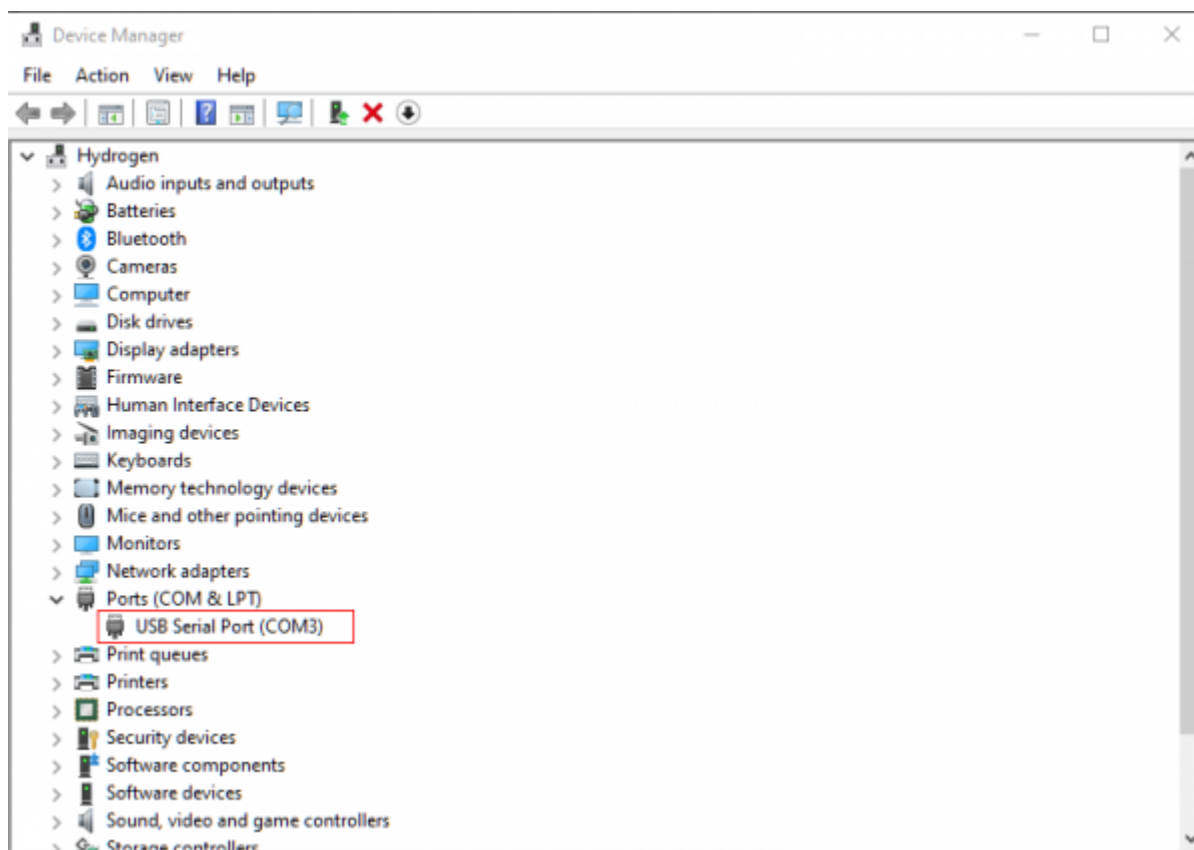 Device Manager
File Action View Help
Hydrogen
Audio inputs and outputs
Batteries
Bluetooth
Cameras
Computer
Disk drives
Display adapters
Firmware
Human Interface Devices
Imaging devices
Keyboards
Memory technology devices
Mice and other pointing devices
Monitors
Network adapters
Ports (COM & LPT)
USB Serial Port (COM3)
Print queues
Printers
Processors
Security devices
Software components
Software devices
Sound, video and game controllers
Storage controllers